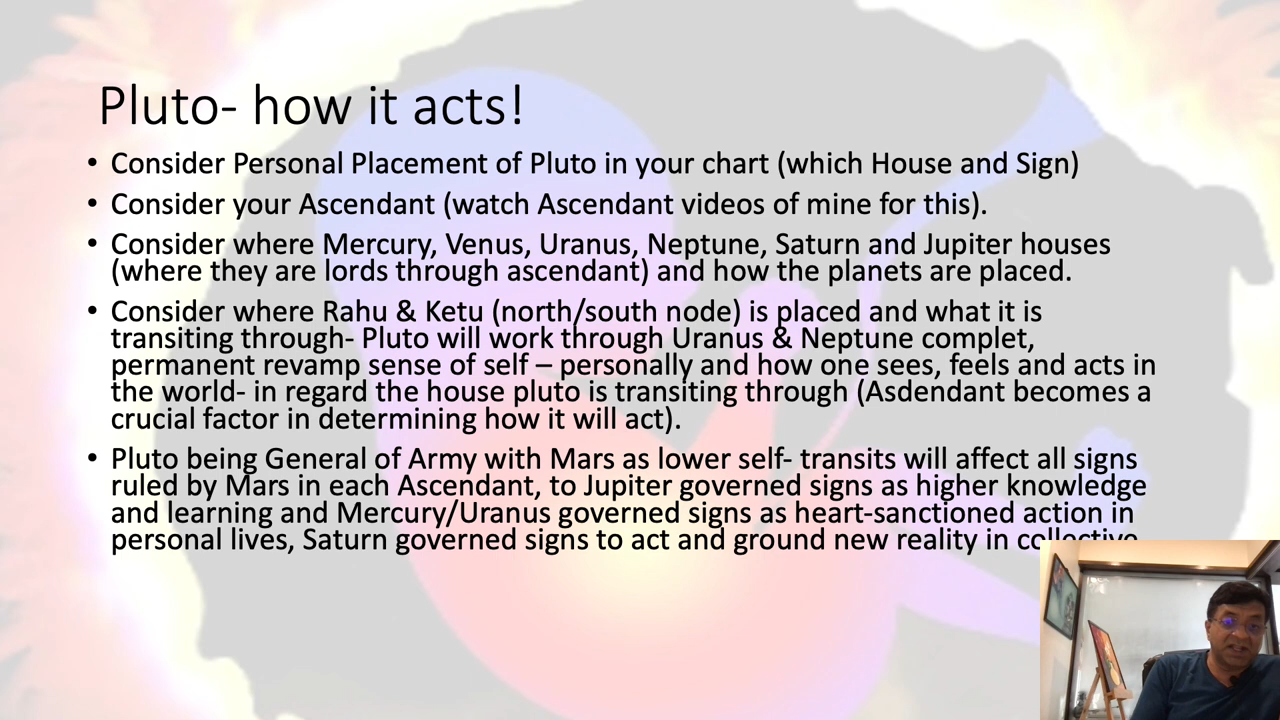 Pluto- how it acts!
• Consider Personal Placement of Pluto in your chart (which House and Sign)
• Consider your Ascendant (watch Ascendant videos of mine for this).
• Consider where Mercury, Venus, Uranus, Neptune, Saturn and Jupiter houses
(where they are lords through ascendant) and how the planets are placed.
• Consider where Rahu & Ketu (north/south node) is placed and what it is
transiting through- Pluto will work through Uranus & Neptune complet,
permanent revamp sense of self – personally and how one sees, feels and acts in
the world- in regard the house pluto is transiting through (Asdendant becomes a
crucial factor in determining how it will act).
• Pluto being General of Army with Mars as lower self- transits will affect all signs
ruled by Mars in each Ascendant, to Jupiter governed signs as higher knowledge
and learning and Mercury/Uranus governed signs as heart-sanctioned action in
personal lives, Saturn governed signs to act and ground new reality in collective